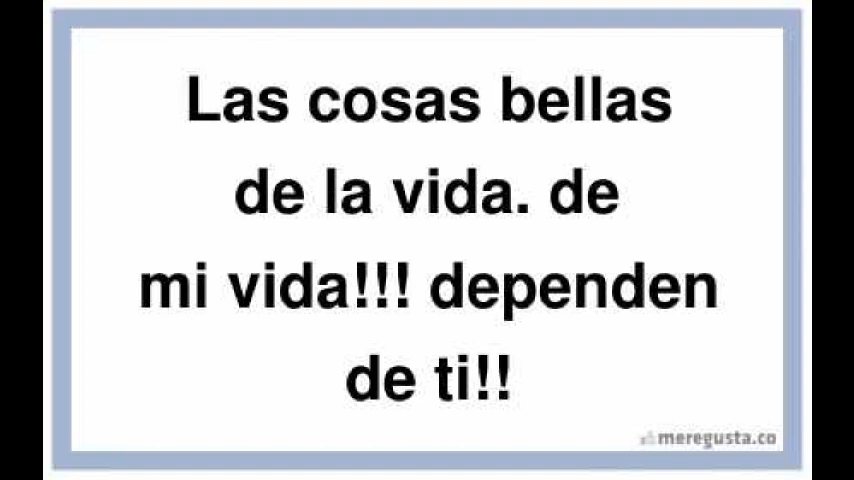 Las cosas bellas
de la vida. de
mi vida!!! dependen
de ti!!
meregusta.co